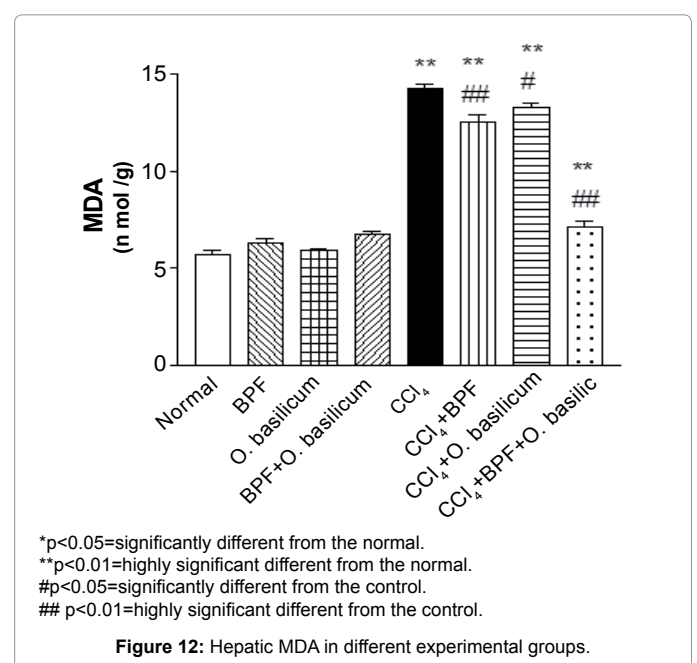 ** ** **
## #
15
**
##
10
5
0
MDA
(n mol /g)
Normal
BPF
O. basilicum
BPF+O. basilicum
CCl4
CCl4+BPF
CCl4+O. basilicum
CCl4+BPF+O. basilic
*p<0.05=significantly different from the normal.
**p<0.01=highly significant different from the normal.
#p<0.05=significantly different from the control.
## p<0.01=highly significant different from the control.
Figure 12: Hepatic MDA in different experimental groups.